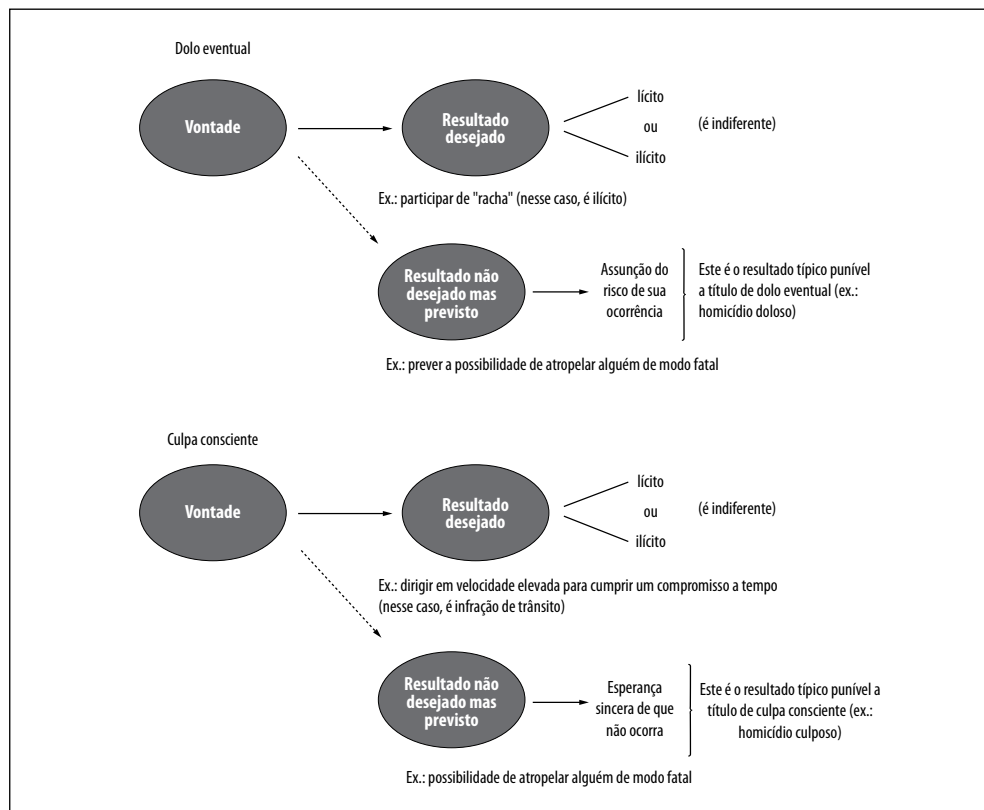 Dolo eventual
Vontade
Resultado
desejado
lícito
ou
ilícito
(é indiferente)
Ex.: participar de "racha" (nesse caso, é ilícito)
Resultado não
desejado mas
previsto
Assunção do
risco de sua
ocorrência
Este é o resultado típico punível
a título de dolo eventual (ex.:
homicídio doloso)
Ex.: prever a possibilidade de atropelar alguém de modo fatal
Culpa consciente
Vontade
Resultado
desejado
lícito
ou
ilícito
(é indiferente)
Ex.: dirigir em velocidade elevada para cumprir um compromisso a tempo
(nesse caso, é infração de trânsito)
Resultado não
desejado mas
previsto
Esperança
sincera de que
não ocorra
Este é o resultado típico punível a
título de culpa consciente (ex.:
homicídio culposo)
Ex.: possibilidade de atropelar alguém de modo fatal